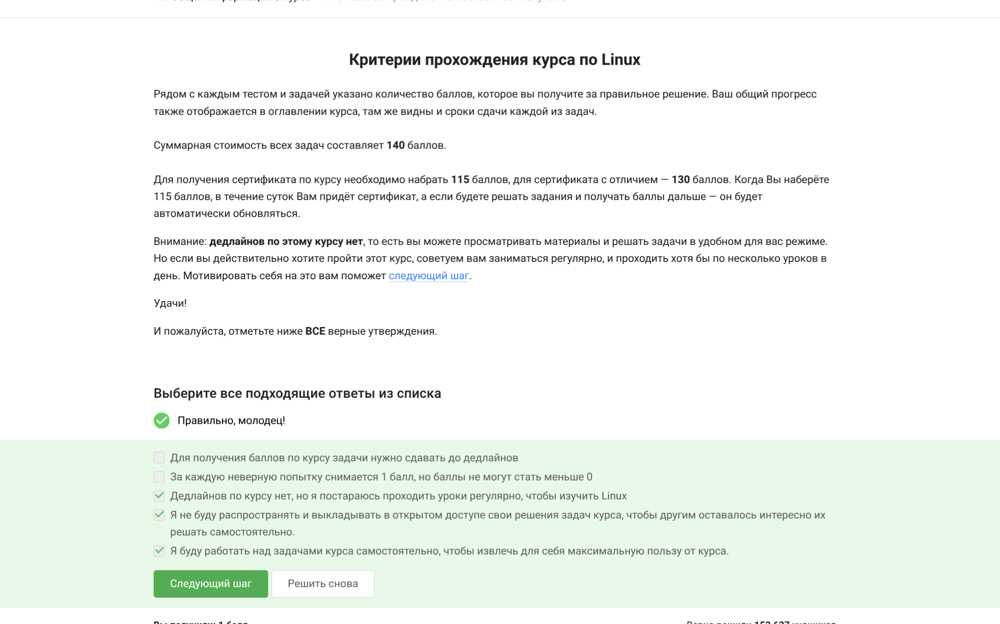 Критерии прохождения курса по Linux
Рядом с каждым тестом и задачей указано количество баллов, которое вы получите за правильное решение. Ваш общий прогресс
также отображается в оглавлении курса, там же видны и сроки сдачи каждой из задач.
Суммарная стоимость всех задач составляет 140 баллов.
Для получения сертификата по курсу необходимо набрать 115 баллов, для сертификата с отличием — 130 баллов. Когда Вы наберёте
115 баллов, в течение суток Вам придёт сертификат, а если будете решать задания и получать баллы дальше — он будет
автоматически обновляться.
Внимание: дедлайнов по этому курсу нет, то есть вы можете просматривать материалы и решать задачи в удобном для вас режиме.
Но если вы действительно хотите пройти этот курс, советуем вам заниматься регулярно, и проходить хотя бы по несколько уроков в
день. Мотивировать себя на это вам поможет следующий шаг.
Удачи!
И пожалуйста, отметьте ниже ВСЕ верные утверждения.
Выберите все подходящие ответы из списка
Правильно, молодец!
Для получения баллов по курсу задачи нужно сдавать до дедлайнов
За каждую неверную попытку снимается 1 балл, но баллы не могут стать меньше 0
Дедлайнов по курсу нет, но я постараюсь проходить уроки регулярно, чтобы изучить Linux
Я не буду распространять и выкладывать в открытом доступе свои решения задач курса, чтобы другим оставалось интересно их
решать самостоятельно.
Я буду работать над задачами курса самостоятельно, чтобы извлечь для себя максимальную пользу от курса.
Следующий шаг Решить снова
Вы получили: 1 балл